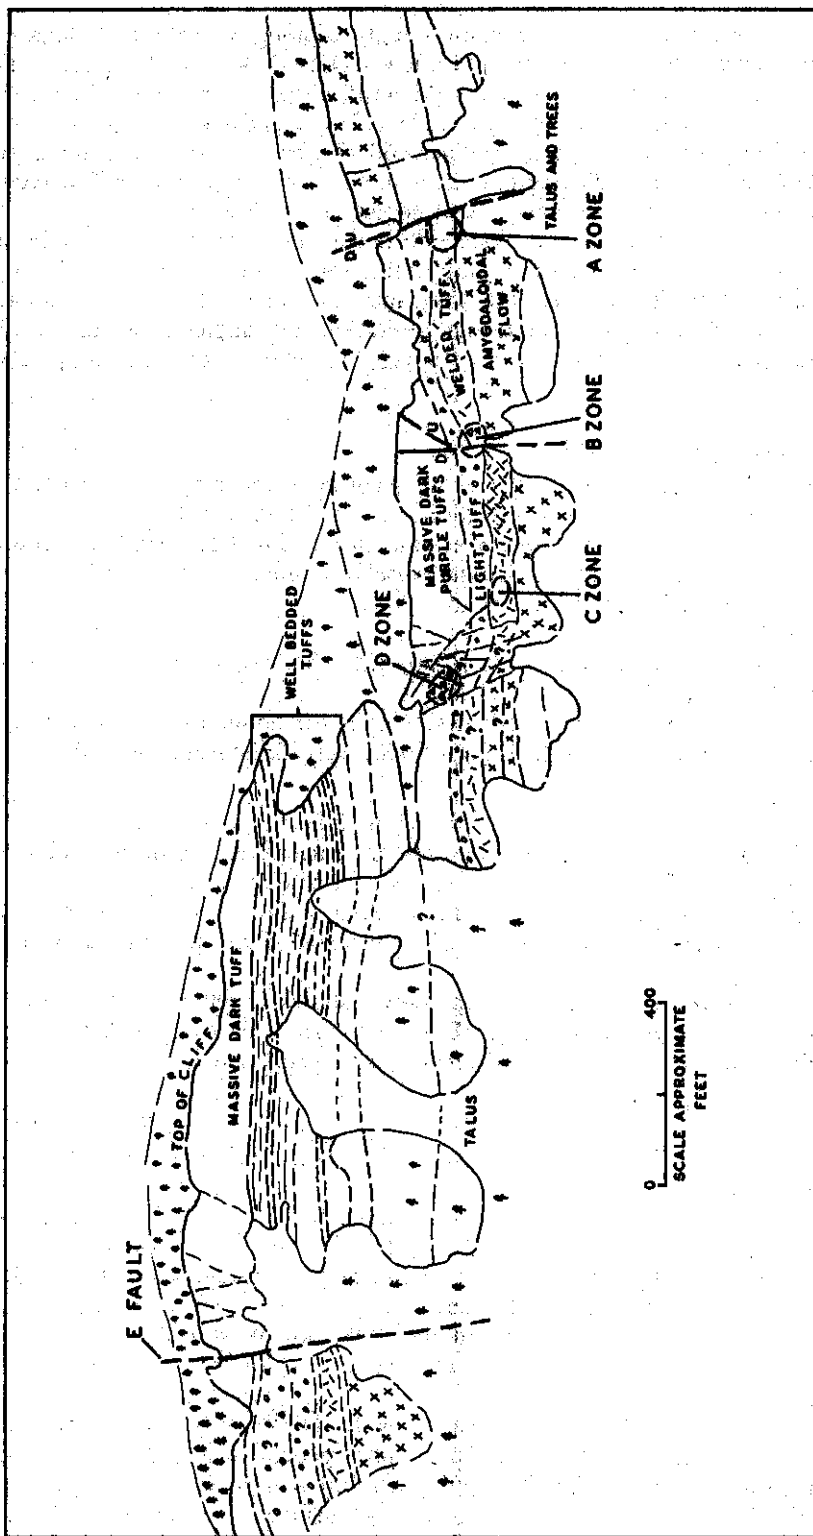 E FAULT
TOP OF CLIFF
MASSIVE DARK TUFF
WELL BEDDED
TUFFS
D ZONE
MASSIVE DARK
PURPLE TUFFS
D
U
LIGHT TUFF
D
U
WELDER TUFF
AMYGDALOIDAL
FLOW
TALUS AND TREES
TALUS
?
?
?
?
?
?
?
?
C ZONE
B ZONE
A ZONE
0
400
SCALE APPROXIMATE
FEET